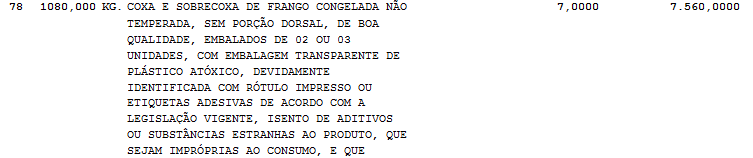 78 1080,000 KG. COXA E SOBRECOXA DE FRANGO CONGELADA NÃO 7,0000 7.560,0000
TEMPERADA, SEM PORÇÃO DORSAL, DE BOA
QUALIDADE, EMBALADOS DE 02 OU 03
UNIDADES, COM EMBALAGEM TRANSPARENTE DE
PLÁSTICO ATÓXICO, DEVIDAMENTE
IDENTIFICADA COM RÓTULO IMPRESSO OU
ETIQUETAS ADESIVAS DE ACORDO COM A
LEGISLAÇÃO VIGENTE, ISENTO DE ADITIVOS
OU SUBSTÂNCIAS ESTRANHAS AO PRODUTO, QUE
SEJAM IMPRÓPRIAS AO CONSUMO, E QUE